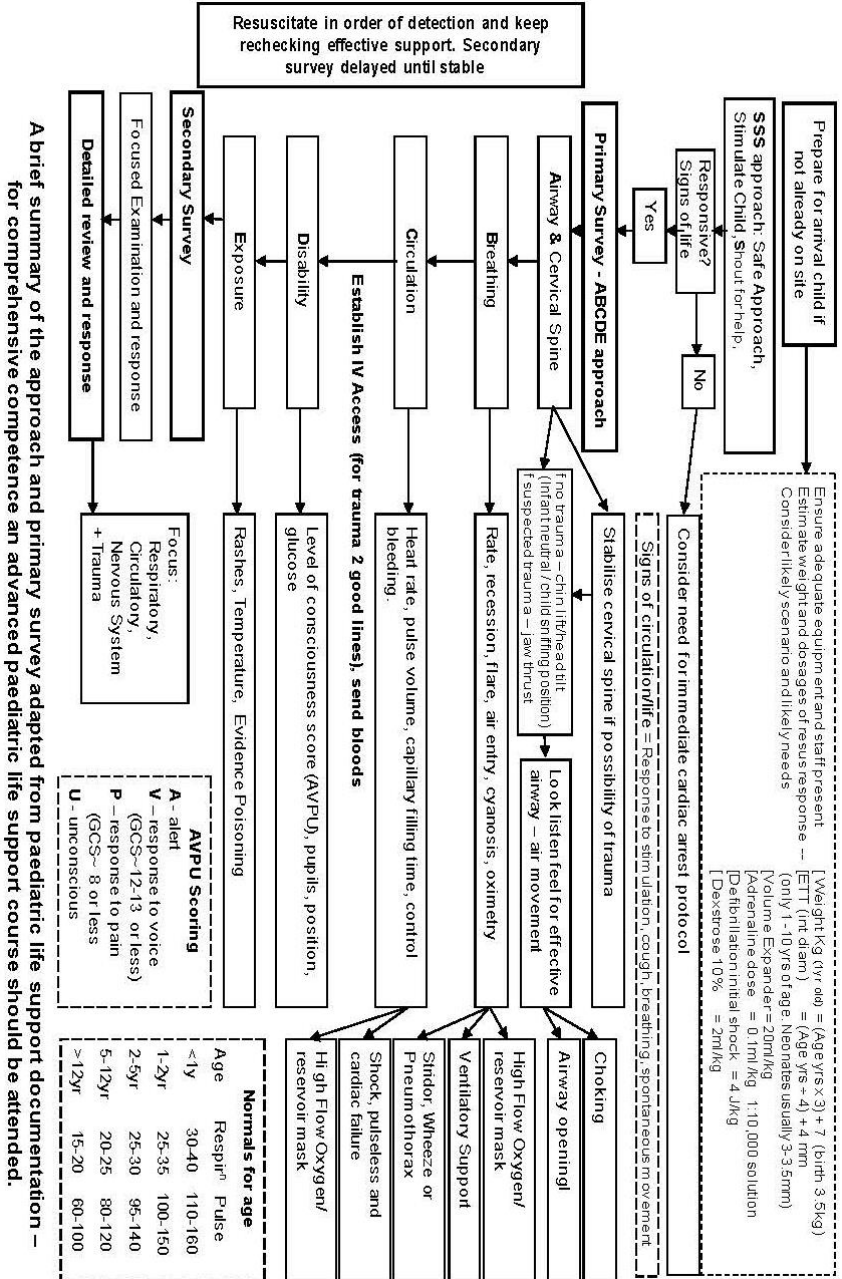 Resuscitate in order of detection and keep
rechecking effective support. Secondary
survey delayed until stable
Prepare for arrival child if
not already on site
Ensure adequate equipment and staff present
Estimate weight and dosages of resus response –
Consider likely scenario and likely needs
[Weight Kg (1yr old) = (Age yrs x 3) + 7 (birth 3.5kg)
[ETT (int diam) = (Age yrs ÷ 4) + 4 mm
(only 1-10 yrs of age. Neonates usually 3-3.5mm)
[Volume Expander = 20ml/kg
[Adrenaline dose = 0.1ml/kg 1:10,000 solution
[Defibrillation initial shock = 4 J/kg
[Dexstrose 10% = 2ml/kg
SSS approach: Safe Approach,
Stimulate Child, Shout for help,
Responsive?
Signs of life
No
Consider need for immediate cardiac arrest protocol
Yes
Signs of circulation/life = Response to stimulation, cough, breathing, spontaneous movement
Primary Survey - ABCDE approach
Airway & Cervical Spine
Stabilise cervical spine if possibility of trauma
f no trauma – chin lift/head tilt
(Infant neutral / child sniffing position)
f suspected trauma – jaw thrust
Look listen feel for effective
airway – air movement
Choking
Airway openingl
Breathing
Rate, recession, flare, air entry, cyanosis, oximetry
High Flow Oxygen/
reservoir mask
Ventilatory Support
Stridor, Wheeze or
Pneumothorax
Circulation
Heart rate, pulse volume, capillary filling time, control
bleeding.
Shock, pulseless and
cardiac failure
High Flow Oxygen/
reservoir mask
Establish IV Access (for trauma 2 good lines), send bloods
Disability
Level of consciousness score (AVPU), pupils, position,
glucose
Exposure
Rashes, Temperature, Evidence Poisoning
Secondary Survey
Focused Examination and response
Detailed review and response
Focus:
Respiratory,
Circulatory,
Nervous System
+ Trauma
AVPU Scoring
A - alert
V – response to voice
(GCS~12-13 or less)
P – response to pain
(GCS~ 8 or less
U - unconscious
Normals for age
Age Respirⁿ Pulse
<1y 30-40 110-160
1-2yr 25-35 100-150
2-5yr 25-30 95-140
5-12yr 20-25 80-120
>12yr 15-20 60-100
A brief summary of the approach and primary survey adapted from paediatric life support documentation –
for comprehensive competence an advanced paediatric life support course should be attended.